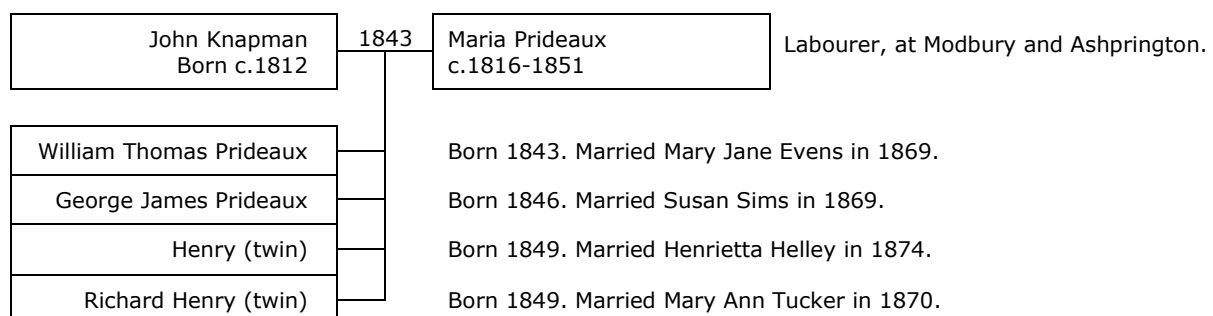 John Knapman 1843 Maria Prideaux
Born c.1812 c.1816-1851 Labourer, at Modbury and Ashprington.
William Thomas Prideaux Born 1843. Married Mary Jane Evens in 1869.
George James Prideaux Born 1846. Married Susan Sims in 1869.
Henry (twin) Born 1849. Married Henrietta Helley in 1874.
Richard Henry (twin) Born 1849. Married Mary Ann Tucker in 1870.